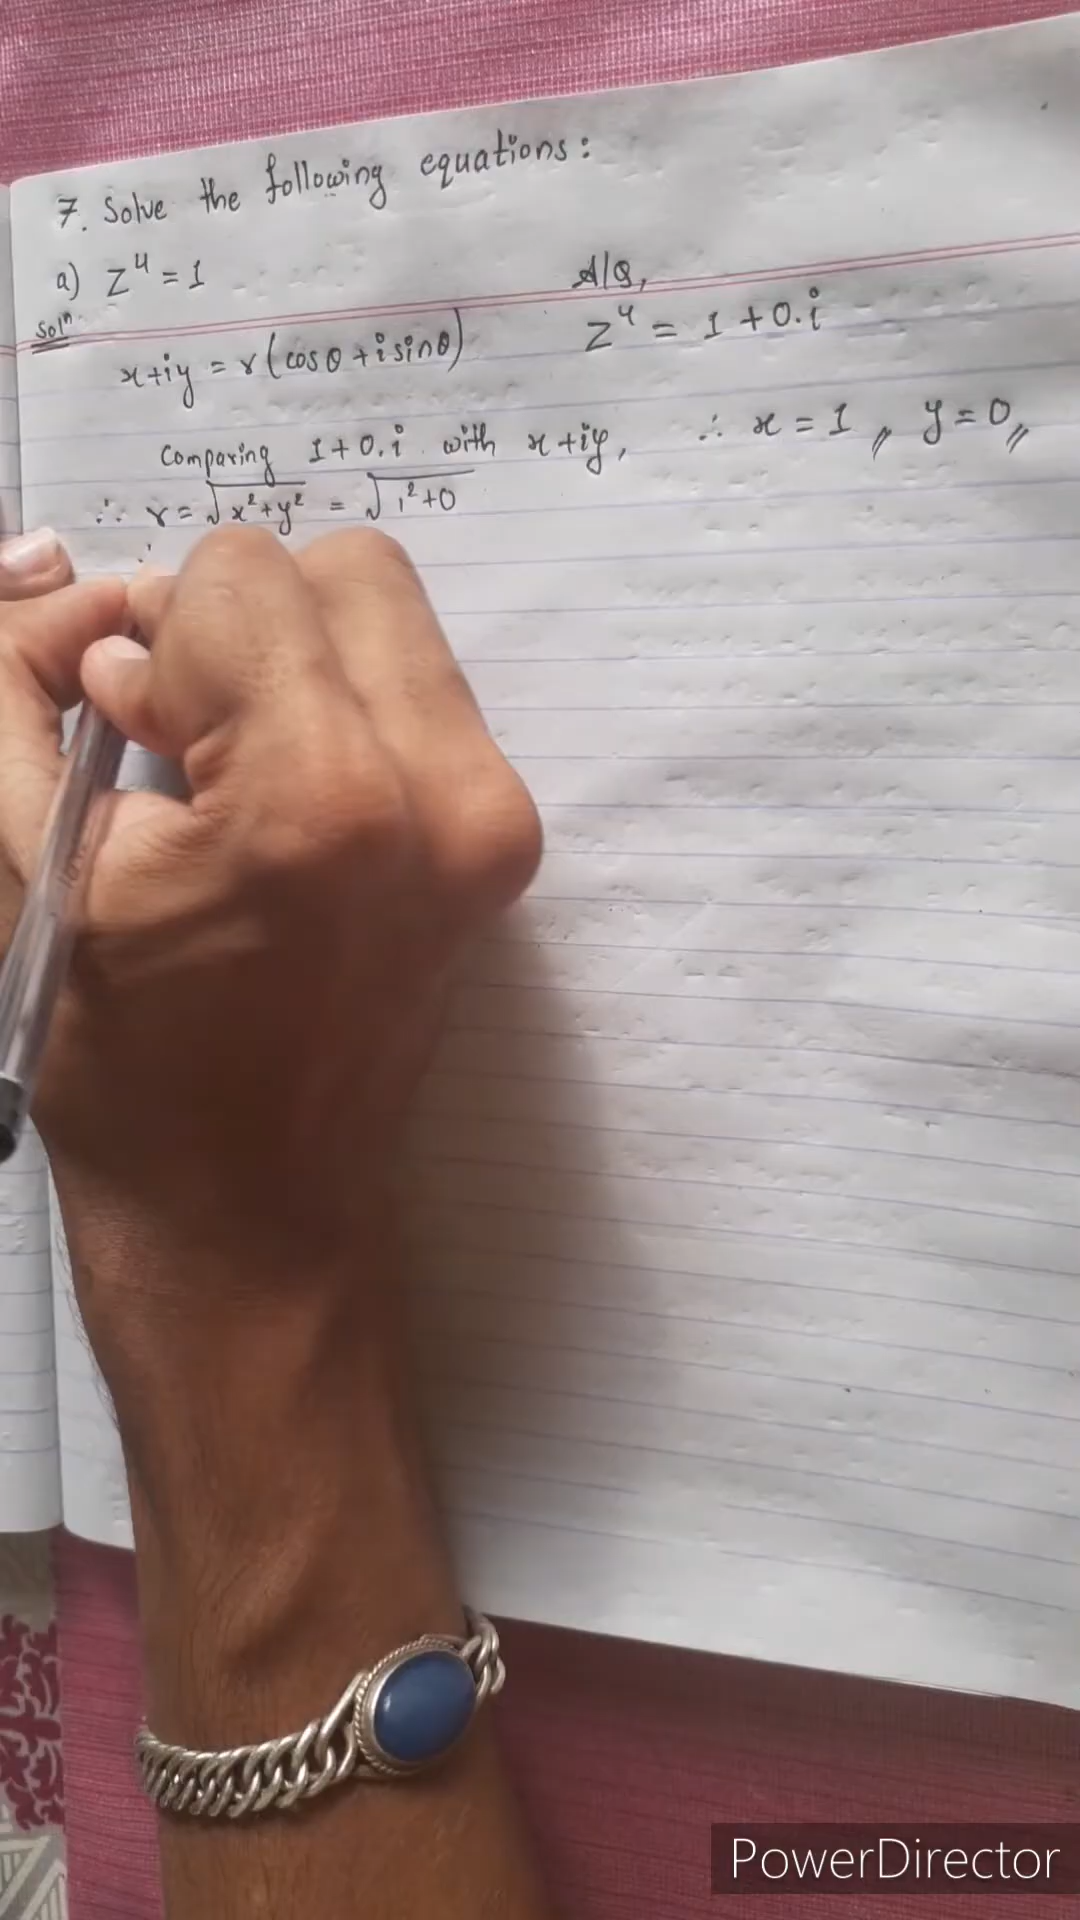 7. Solve the following equations:
a) Z⁴ = 1
Solⁿ
x+iy = r(cosθ + i sinθ)
A/Q,
Z⁴ = 1 + 0.i
Comparing 1+0.i with x+iy, ∴ x = 1, y = 0,
∴ r = √x²+y² = √1²+0
∴
PowerDirector